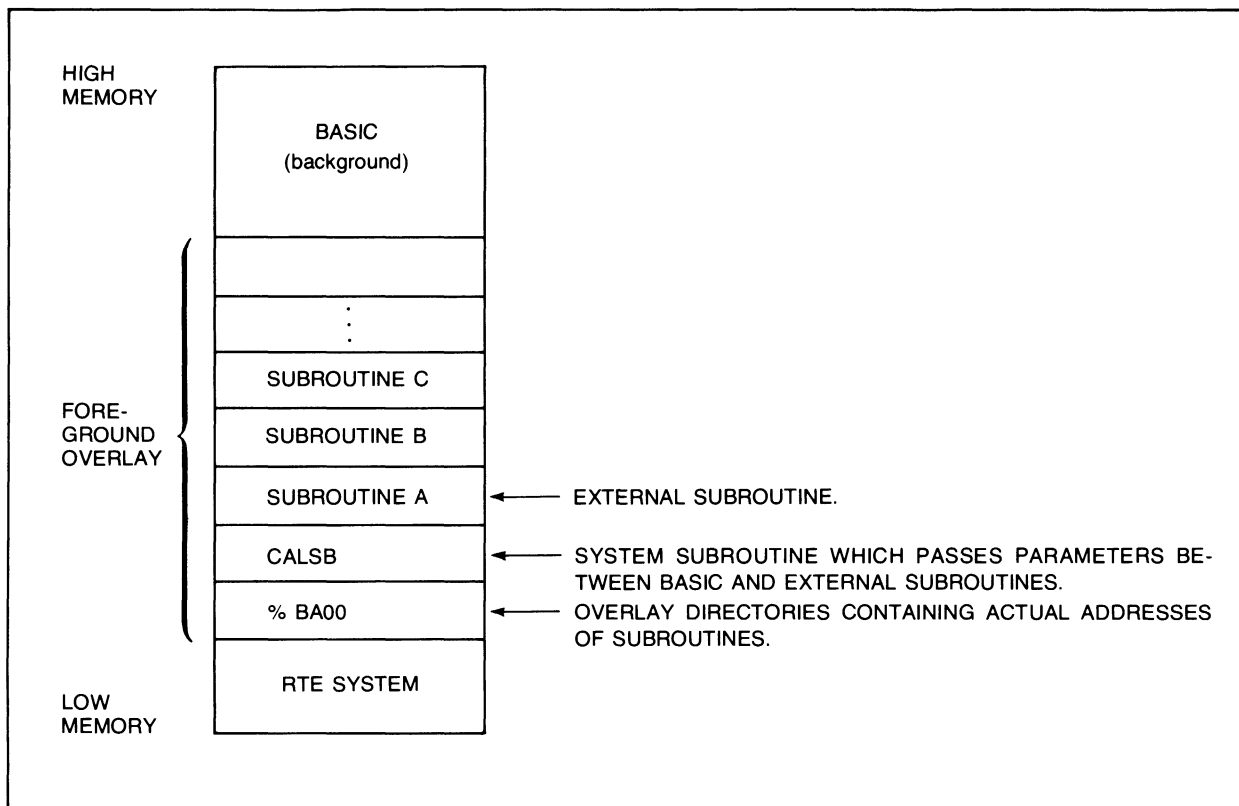 HIGH
MEMORY
BASIC
(background)
SUBROUTINE C
FORE-
GROUND
OVERLAY
SUBROUTINE B
SUBROUTINE A
EXTERNAL SUBROUTINE.
CALSB
SYSTEM SUBROUTINE WHICH PASSES PARAMETERS BE-
TWEEN BASIC AND EXTERNAL SUBROUTINES.
% BA00
OVERLAY DIRECTORIES CONTAINING ACTUAL ADDRESSES
OF SUBROUTINES.
RTE SYSTEM
LOW
MEMORY